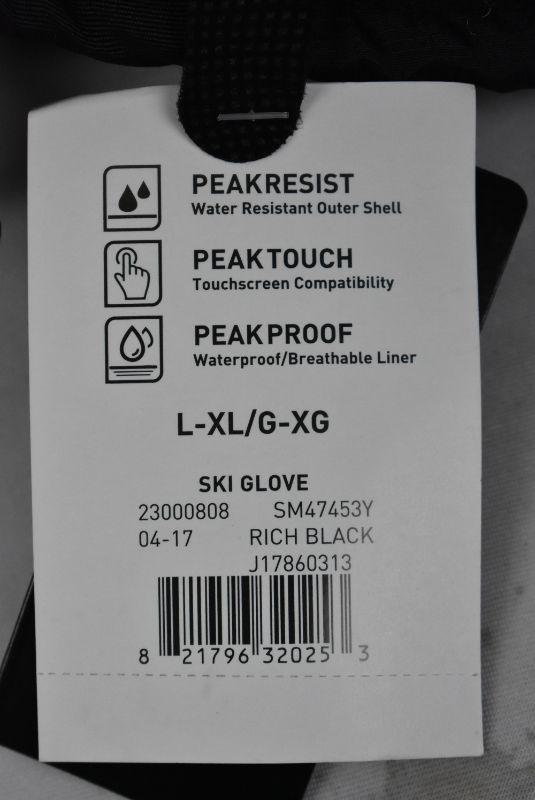 PEAKRESIST
Water Resistant Outer Shell
PEAKTOUCH
Touchscreen Compatibility
PEAKPROOF
Waterproof/Breathable Liner
L-XL/G-XG
SKI GLOVE
23000808 SM47453Y
04-17 RICH BLACK
J17860313
8 21796 32025 3